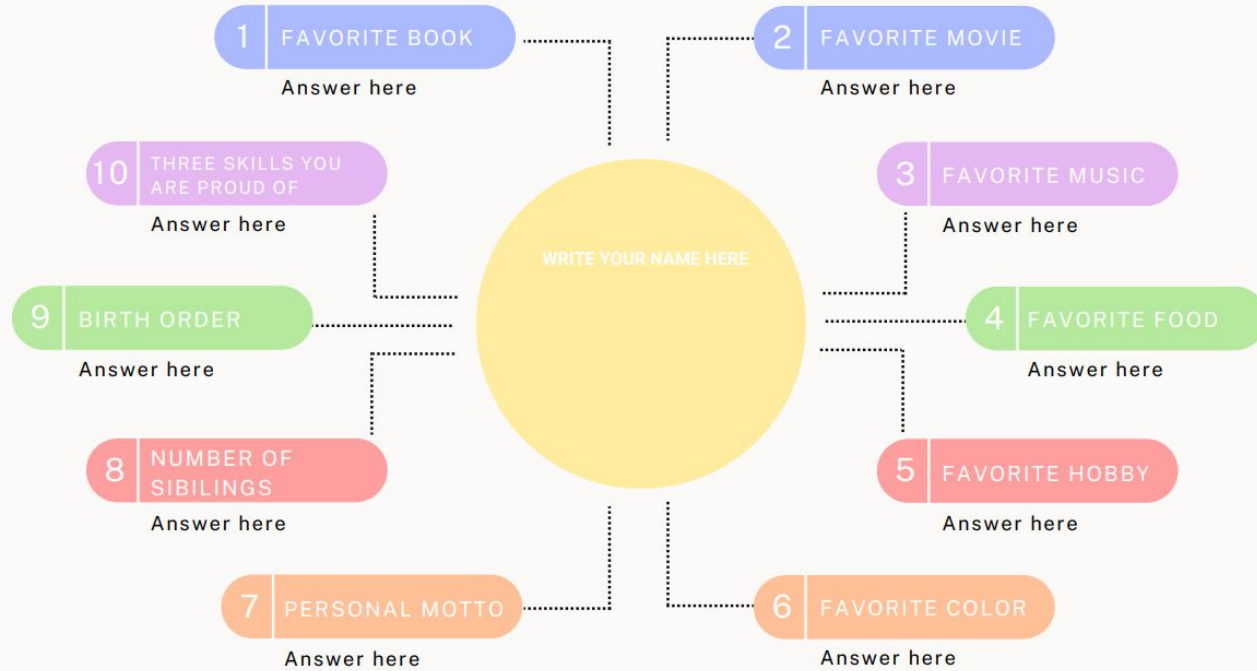 1
FAVORITE BOOK
Answer here
2
FAVORITE MOVIE
Answer here
10
THREE SKILLS YOU
ARE PROUD OF
Answer here
3
FAVORITE MUSIC
Answer here
WRITE YOUR NAME HERE
9
BIRTH ORDER
Answer here
4
FAVORITE FOOD
Answer here
8
NUMBER OF
SIBILINGS
Answer here
5
FAVORITE HOBBY
Answer here
7
PERSONAL MOTTO
Answer here
6
FAVORITE COLOR
Answer here